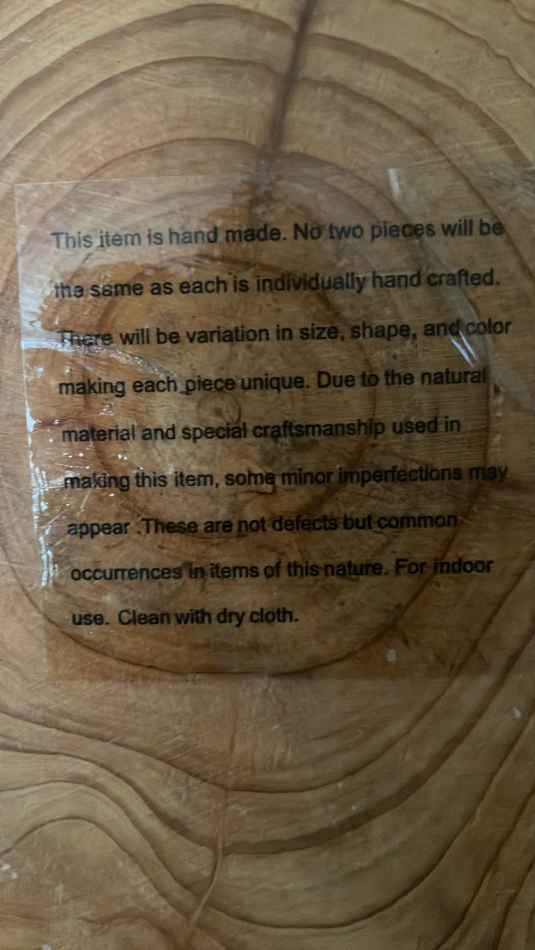 This item is hand made. No two pieces will be
the same as each is individually hand crafted.
There will be variation in size, shape, and color
making each piece unique. Due to the natural
material and special craftsmanship used in
making this item, some minor imperfections may
appear .These are not defects but common
occurrences in items of this nature. For indoor
use. Clean with dry cloth.